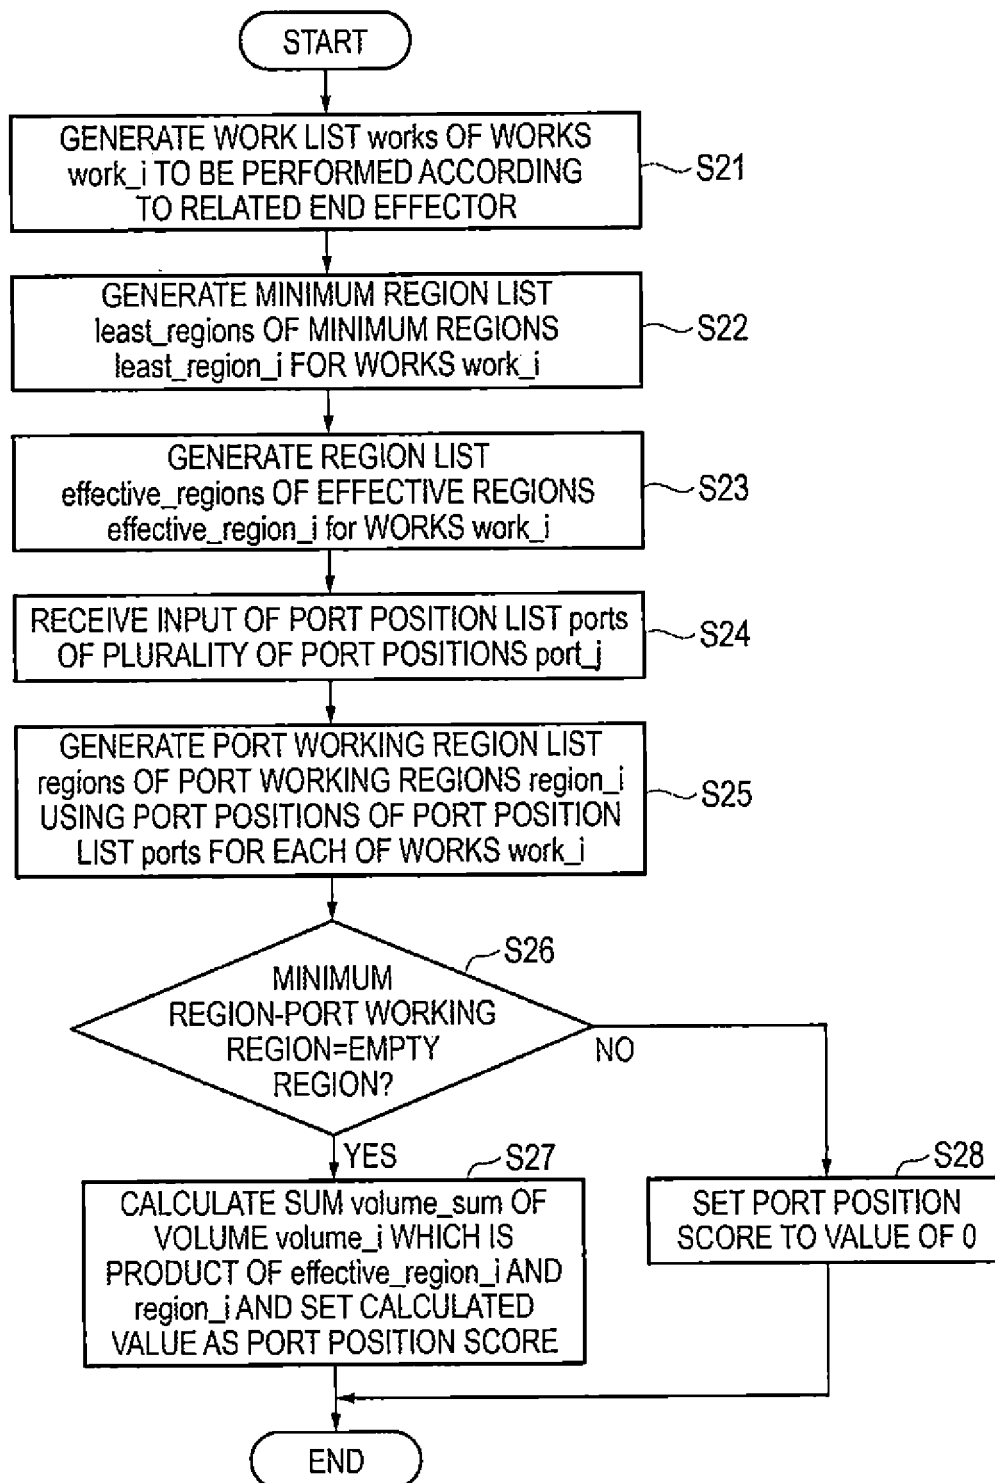 START
GENERATE WORK LIST works OF WORKS
work_i TO BE PERFORMED ACCORDING
TO RELATED END EFFECTOR
S21
GENERATE MINIMUM REGION LIST
least_regions OF MINIMUM REGIONS
least_region_i FOR WORKS work_i
S22
GENERATE REGION LIST
effective_regions OF EFFECTIVE REGIONS
effective_region_i for WORKS work_i
S23
RECEIVE INPUT OF PORT POSITION LIST ports
OF PLURALITY OF PORT POSITIONS port_j
S24
GENERATE PORT WORKING REGION LIST
regions OF PORT WORKING REGIONS region_i
USING PORT POSITIONS OF PORT POSITION
LIST ports FOR EACH OF WORKS work_i
S25
S26
MINIMUM
REGION-PORT WORKING
REGION=EMPTY
REGION?
NO
YES
S27
CALCULATE SUM volume_sum OF
VOLUME volume_i WHICH IS
PRODUCT OF effective_region_i AND
region_i AND SET CALCULATED
VALUE AS PORT POSITION SCORE
S28
SET PORT POSITION
SCORE TO VALUE OF 0
END